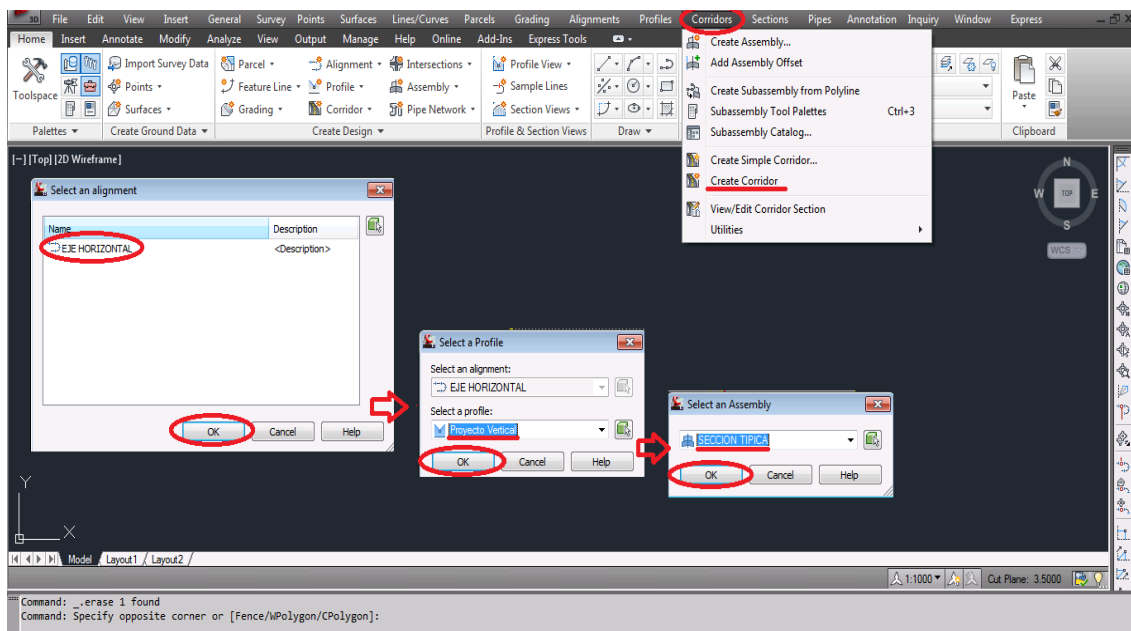 3D File Edit View Insert General Survey Points Surfaces Lines/Curves Parcels Grading Alignments Profiles Corridors Sections Pipes Annotation Inquiry Window Express
Home Insert Annotate Modify Analyze View Output Manage Help Online Add-Ins Express Tools
Toolspace
Import Survey Data
Points
Surfaces
Parcel
Feature Line
Grading
Alignment
Profile
Corridor
Intersections
Assembly
Pipe Network
Profile View
Sample Lines
Section Views
Paste
Palettes Create Ground Data Create Design Profile & Section Views Draw Clipboard
Create Assembly...
Add Assembly Offset
Create Subassembly from Polyline
Subassembly Tool Palettes Ctrl+3
Subassembly Catalog...
Create Simple Corridor...
Create Corridor
View/Edit Corridor Section
Utilities
[−] [Top] [2D Wireframe]
N
W TOP E
S
WCS
Select an alignment
Name Description
EJE HORIZONTAL <Description>
OK Cancel Help
Select a Profile
Select an alignment:
EJE HORIZONTAL
Select a profile:
Proyecto Vertical
OK Cancel Help
Select an Assembly
SECCION TIPICA
OK Cancel Help
Y
X
Model Layout1 Layout2
1:1000 Cut Plane: 3.5000
Command: _.erase 1 found
Command: Specify opposite corner or [Fence/WPolygon/CPolygon]: